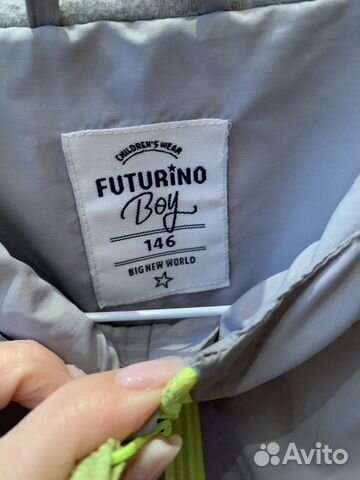 CHILDREN'S WEAR
FUTURiNO
Boy
146
BIG NEW WORLD
Avito